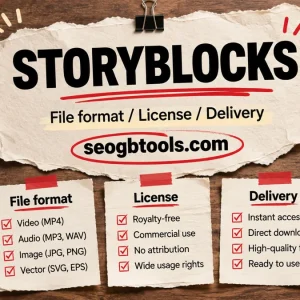 STORYBLOCKS
File format / License / Delivery
seogbtools.com
File format
Video (MP4)
Audio (MP3, WAV)
Image (JPG, PNG)
Vector (SVG, EPS)
License
Royalty-free
Commercial use
No attribution
Wide usage rights
Delivery
Instant access
Direct
High-quality
Ready to use